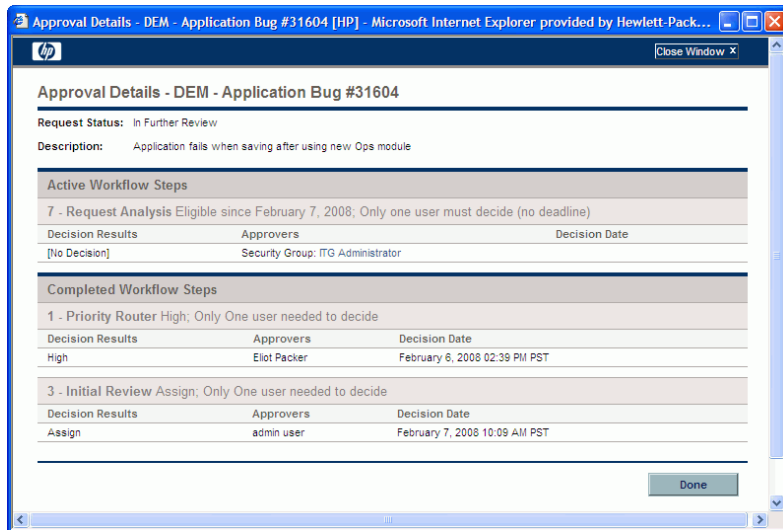 Approval Details - DEM - Application Bug #31604 [HP] - Microsoft Internet Explorer provided by Hewlett-Pack...
hp
Close Window X
Approval Details - DEM - Application Bug #31604
Request Status: In Further Review
Description: Application fails when saving after using new Ops module
Active Workflow Steps
7 - Request Analysis Eligible since February 7, 2008; Only one user must decide (no deadline)
Decision Results Approvers Decision Date
[No Decision] Security Group: ITG Administrator
Completed Workflow Steps
1 - Priority Router High; Only One user needed to decide
Decision Results Approvers Decision Date
High Eliot Packer February 6, 2008 02:39 PM PST
3 - Initial Review Assign; Only One user needed to decide
Decision Results Approvers Decision Date
Assign admin user February 7, 2008 10:09 AM PST
Done